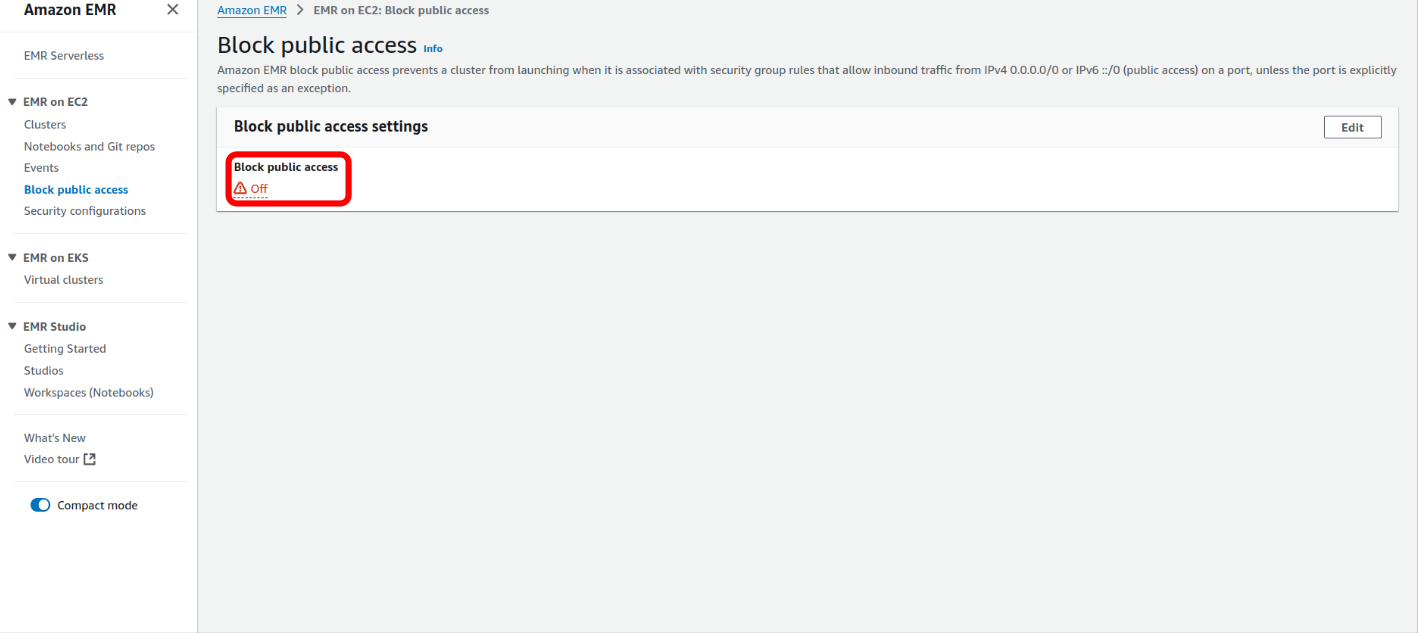 Amazon EMR
EMR Serverless
EMR on EC2
Clusters
Notebooks and Git repos
Events
Block public access
Security configurations
EMR on EKS
Virtual clusters
EMR Studio
Getting Started
Studios
Workspaces (Notebooks)
What's New
Video tour
Compact mode
Amazon EMR > EMR on EC2: Block public access
Block public access Info
Amazon EMR block public access prevents a cluster from launching when it is associated with security group rules that allow inbound traffic from IPv4 0.0.0.0/0 or IPv6 ::/0 (public access) on a port, unless the port is explicitly
specified as an exception.
Block public access settings
Edit
Block public access
Off